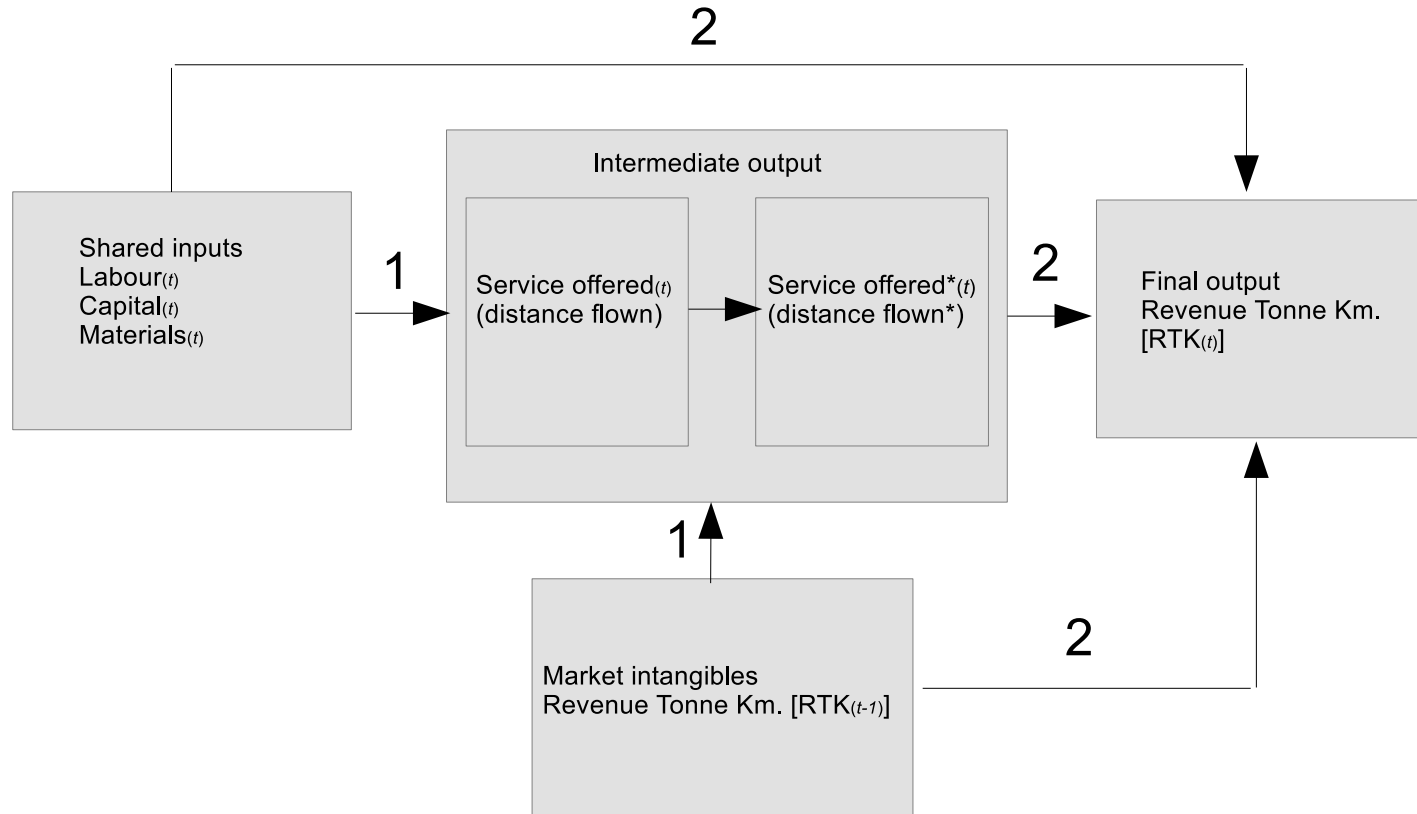 2
Intermediate output
Shared inputs
Labour(t)
Capital(t)
Materials(t)
1
Service offered(t)
(distance flown)
Service offered*(t)
(distance flown*)
2
Final output
Revenue Tonne Km.
[RTK(t)]
1
Market intangibles
Revenue Tonne Km. [RTK(t-1)]
2